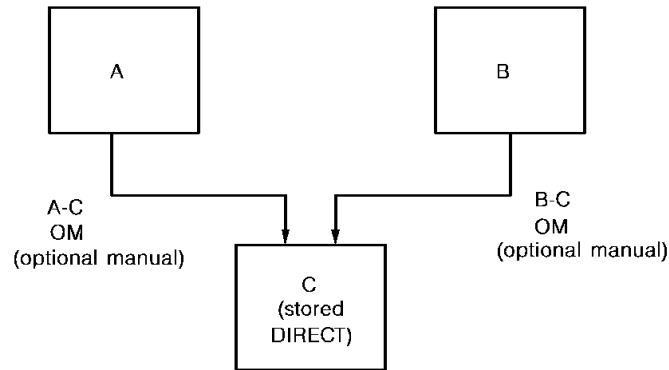 A
B
A-C
OM
(optional manual)
B-C
OM
(optional manual)
C
(stored
DIRECT)